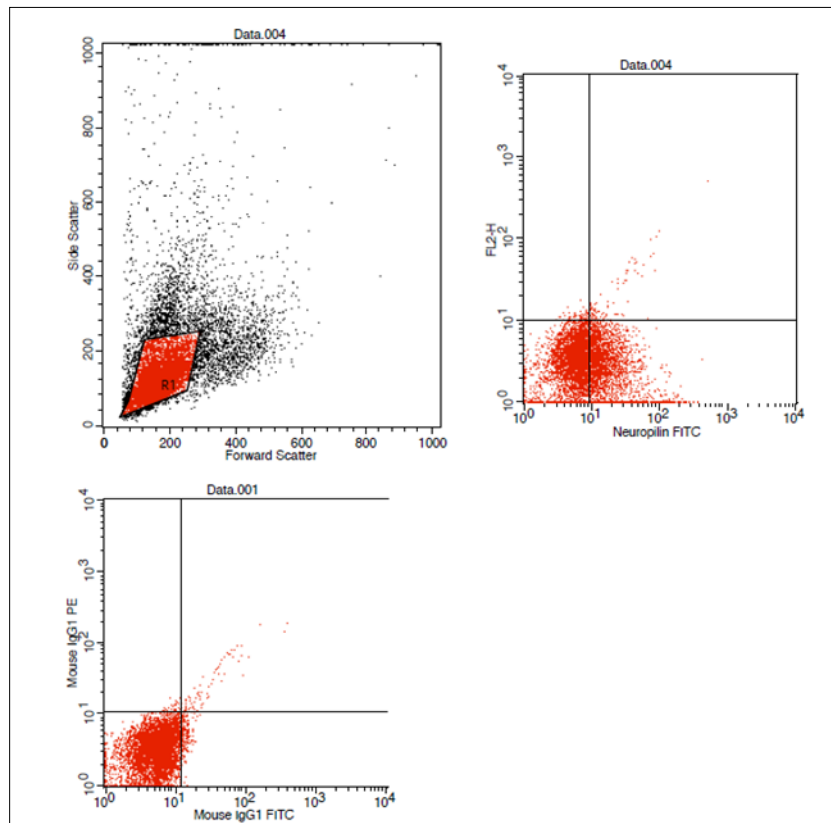 Data.004
1000
800
600
400
200
0
Side Scatter
R1
0 200 400 600 800 1000
Forward Scatter
Data.004
10^4
10^3
10^2
10^1
10^0
FL2-H
10^0 10^1 10^2 10^3 10^4
Neuropilin FITC
Data.001
10^4
10^3
10^2
10^1
10^0
Mouse IgG1 PE
10^0 10^1 10^2 10^3 10^4
Mouse IgG1 FITC